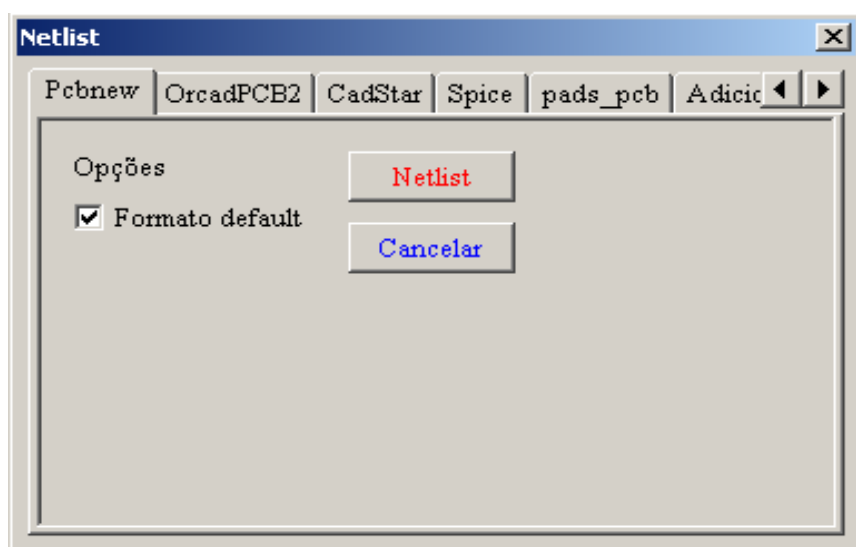 Netlist
Pcbnew OrcadPCB2 CadStar Spice pads_pcb Adicic
Opções Netlist
Formato default
Cancelar